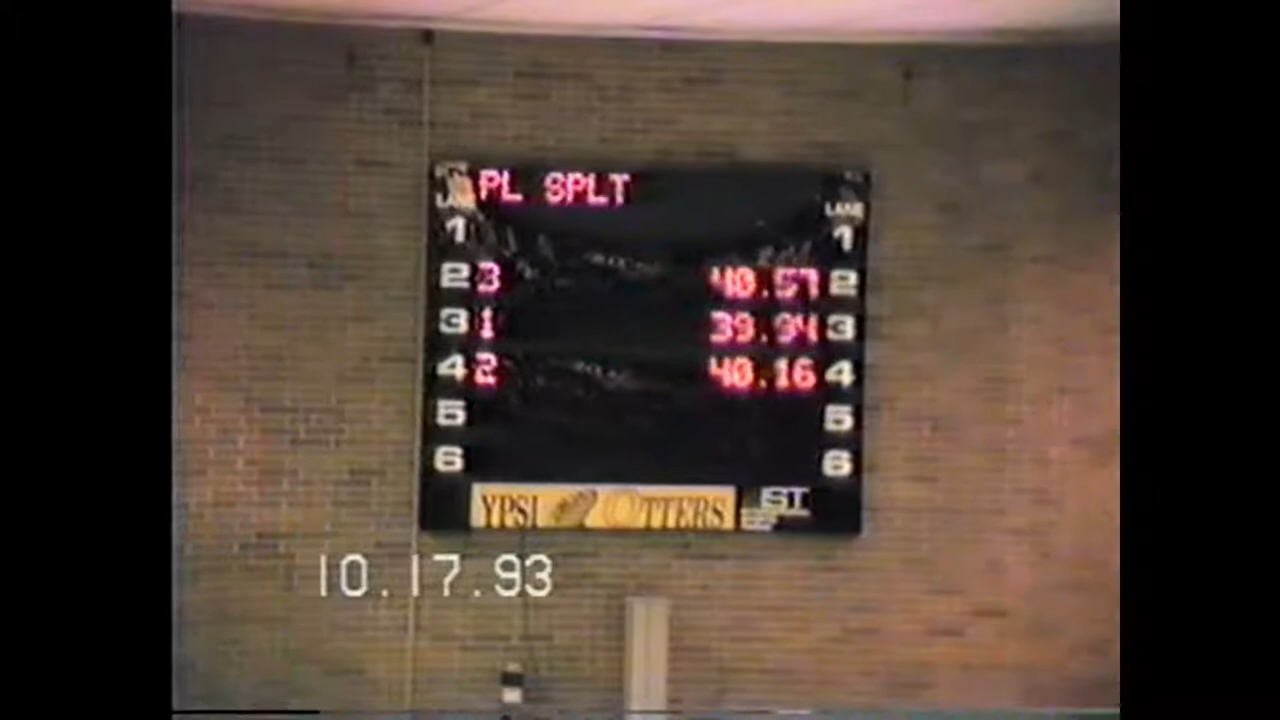 PL SPLT
LANE LANE
1 1
2 3 40.57 2
3 1 39.94 3
4 2 40.16 4
5 5
6 6
YPSI OTTERS IST
10.17.93